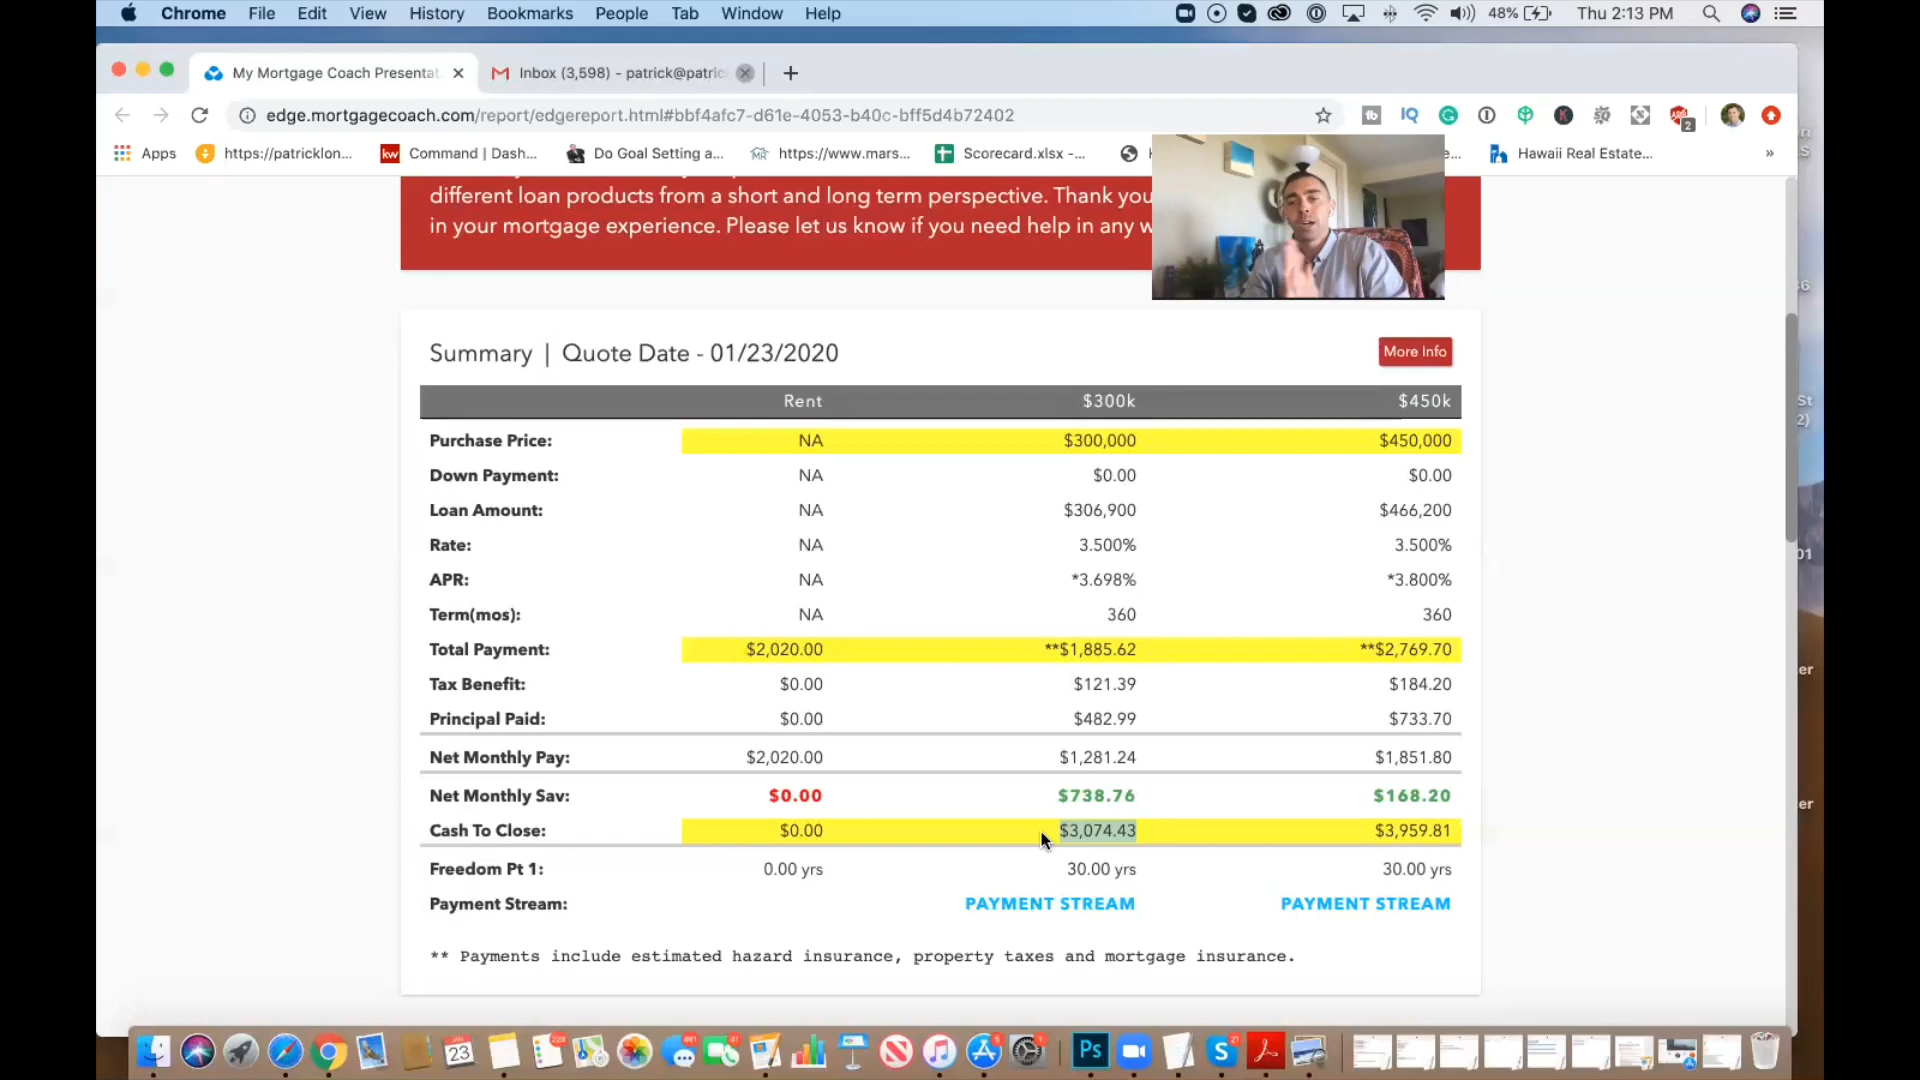 Chrome File Edit View History Bookmarks People Tab Window Help 48% Thu 2:13 PM
My Mortgage Coach Presentat Inbox (3,598) - patrick@patric
edge.mortgagecoach.com/report/edgereport.html#bbf4afc7-d61e-4053-b40c-bff5d4b72402
Apps https://patricklon... kw Command | Dash... Do Goal Setting a... https://www.mars... Scorecard.xlsx -... Hawaii Real Estate... »
different loan products from a short and long term perspective. Thank you
in your mortgage experience. Please let us know if you need help in any w
Summary | Quote Date - 01/23/2020 More Info
Rent $300k $450k
Purchase Price: NA $300,000 $450,000
Down Payment: NA $0.00 $0.00
Loan Amount: NA $306,900 $466,200
Rate: NA 3.500% 3.500%
APR: NA *3.698% *3.800%
Term(mos): NA 360 360
Total Payment: $2,020.00 **$1,885.62 **$2,769.70
Tax Benefit: $0.00 $121.39 $184.20
Principal Paid: $0.00 $482.99 $733.70
Net Monthly Pay: $2,020.00 $1,281.24 $1,851.80
Net Monthly Sav: $0.00 $738.76 $168.20
Cash To Close: $0.00 $3,074.43 $3,959.81
Freedom Pt 1: 0.00 yrs 30.00 yrs 30.00 yrs
Payment Stream: PAYMENT STREAM PAYMENT STREAM
** Payments include estimated hazard insurance, property taxes and mortgage insurance.
23 Ps